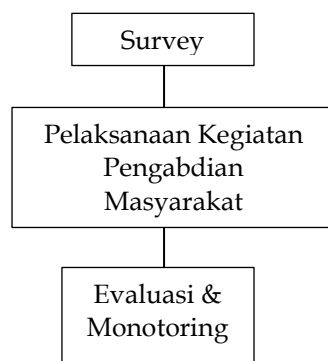 Survey
Pelaksanaan Kegiatan
Pengabdian
Masyarakat
Evaluasi &
Monotoring